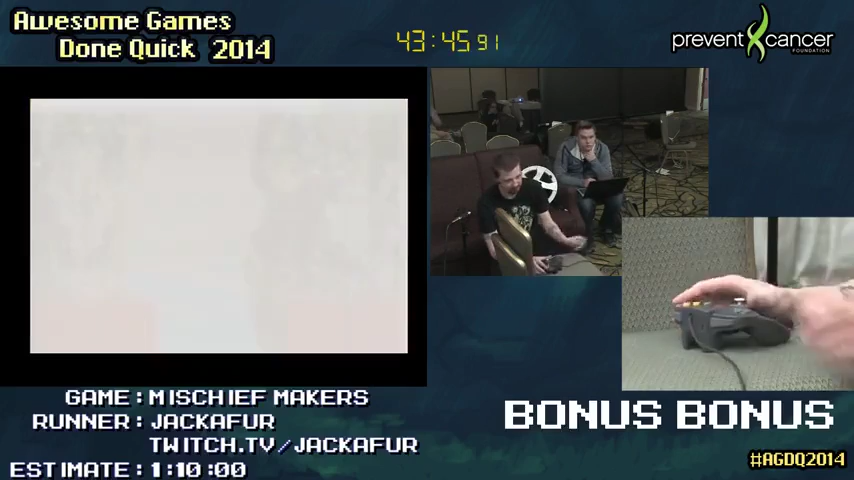 Awesome Games
Done Quick 2014
43:45 91
prevent cancer
FOUNDATION
GAME: MISCHIEF MAKERS
RUNNER: JACKAFUR
TWITCH.TV/JACKAFUR
ESTIMATE: 1:10:00
BONUS BONUS
#AGDQ2014